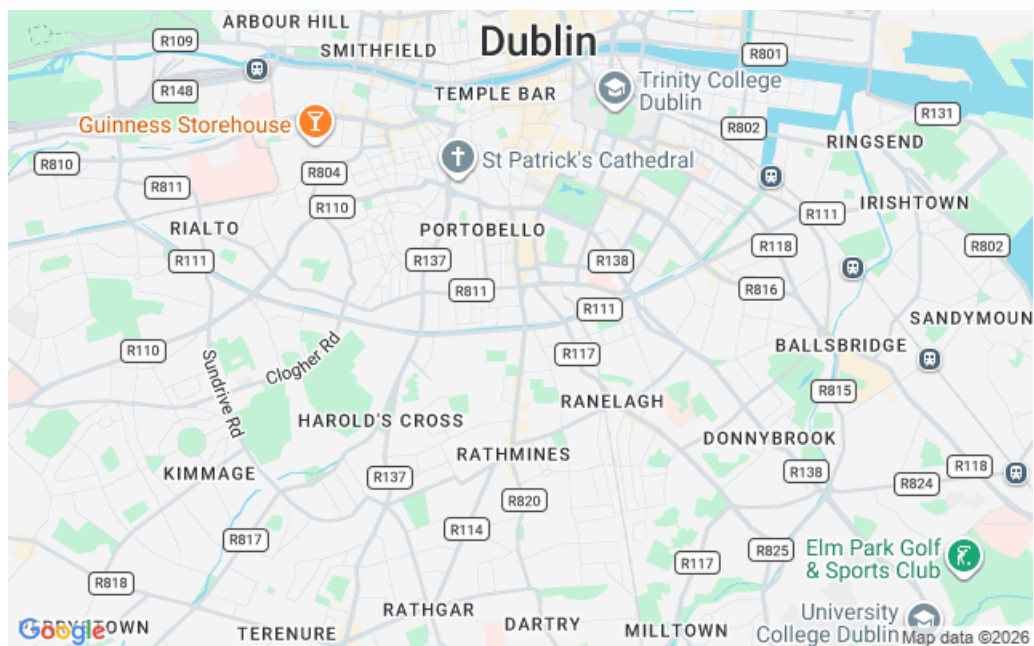 ARBOUR HILL
Dublin
R109
SMITHFIELD
R801
R148
TEMPLE BAR
Trinity College
Dublin
R131
Guinness Storehouse
R802
RINGSEND
R810
St Patrick's Cathedral
R804
R811
R110
R111
IRISHTOWN
RIALTO
PORTOBELLO
R118
R802
R111
R137
R138
R811
R816
R111
SANDYMOUN
R110
Clogher Rd
R117
BALLSBRIDGE
Sundrive Rd
R815
RANELAGH
HAROLD'S CROSS
DONNYBROOK
RATHMINES
KIMMAGE
R118
R138
R137
R824
R820
R114
R817
R825
Elm Park Golf
& Sports Club
R117
R818
RATHGAR
University
College Dublin
DARTRY
Google
TERENURE
MILLTOWN
Map data ©2026